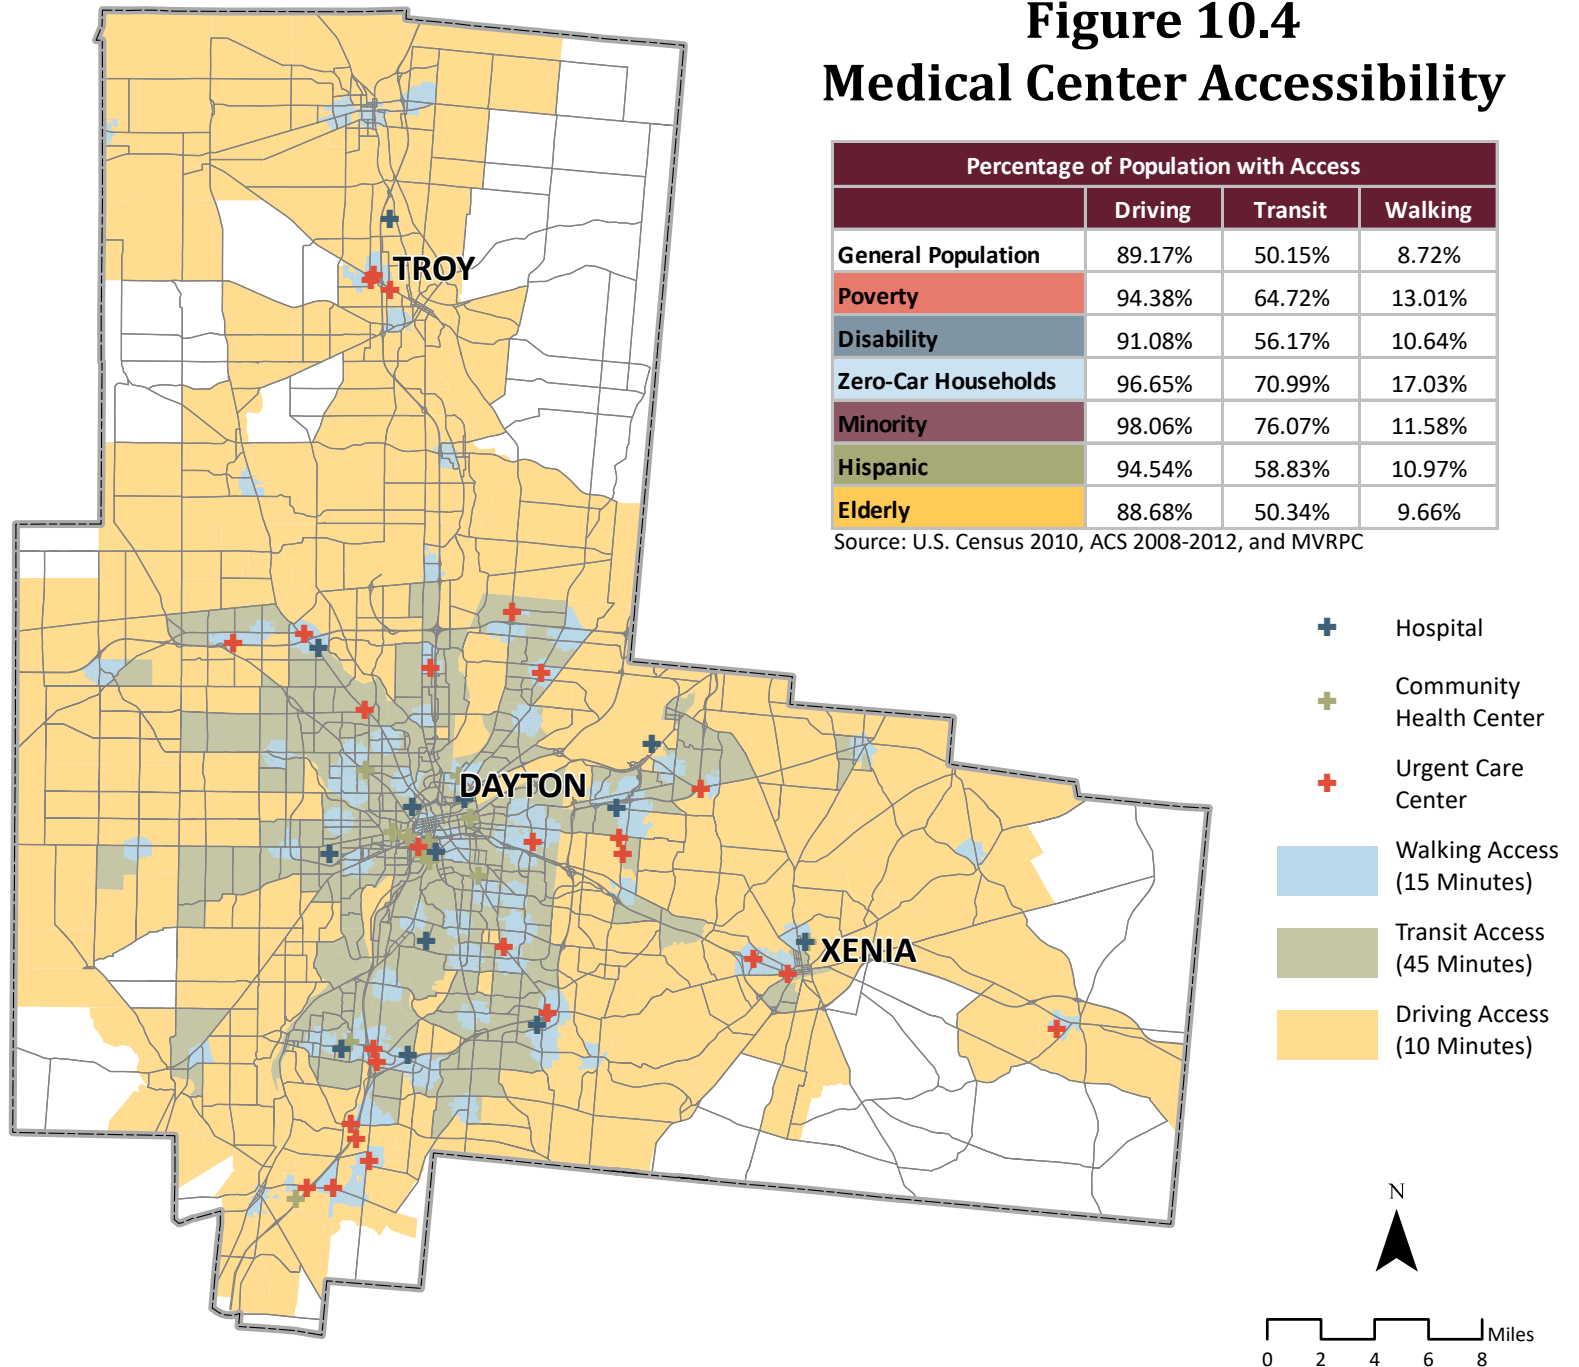 Figure 10.4
Medical Center Accessibility
Percentage of Population with Access
Driving Transit Walking
General Population 89.17% 50.15% 8.72%
Poverty 94.38% 64.72% 13.01%
Disability 91.08% 56.17% 10.64%
Zero-Car Households 96.65% 70.99% 17.03%
Minority 98.06% 76.07% 11.58%
Hispanic 94.54% 58.83% 10.97%
Elderly 88.68% 50.34% 9.66%
Source: U.S. Census 2010, ACS 2008-2012, and MVRPC
TROY
DAYTON
XENIA
Hospital
Community
Health Center
Urgent Care
Center
Walking Access
(15 Minutes)
Transit Access
(45 Minutes)
Driving Access
(10 Minutes)
N
Miles
0 2 4 6 8